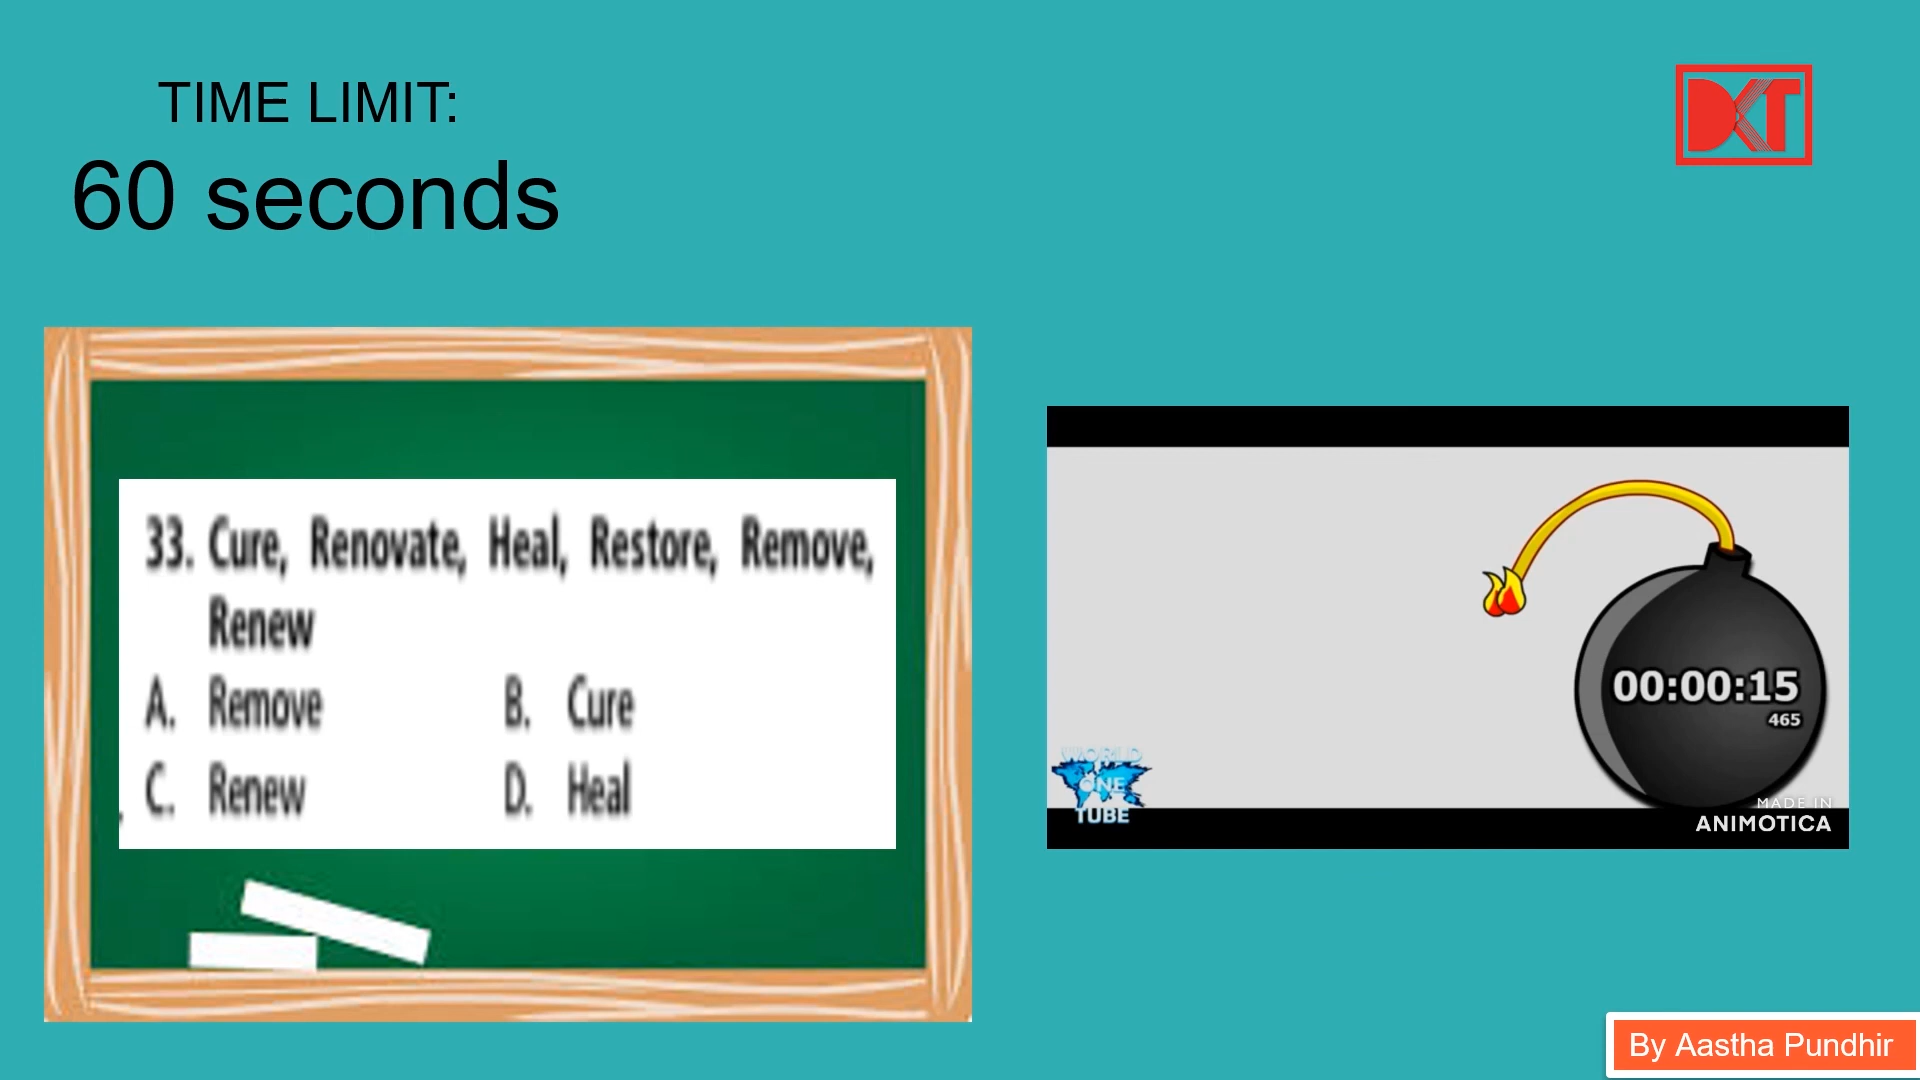 TIME LIMIT:
60 seconds
DKT
33. Cure, Renovate, Heal, Restore, Remove,
Renew
A. Remove B. Cure
C. Renew D. Heal
00:00:15
465
WORLD
ONE
TUBE
MADE IN
ANIMOTICA
By Aastha Pundhir